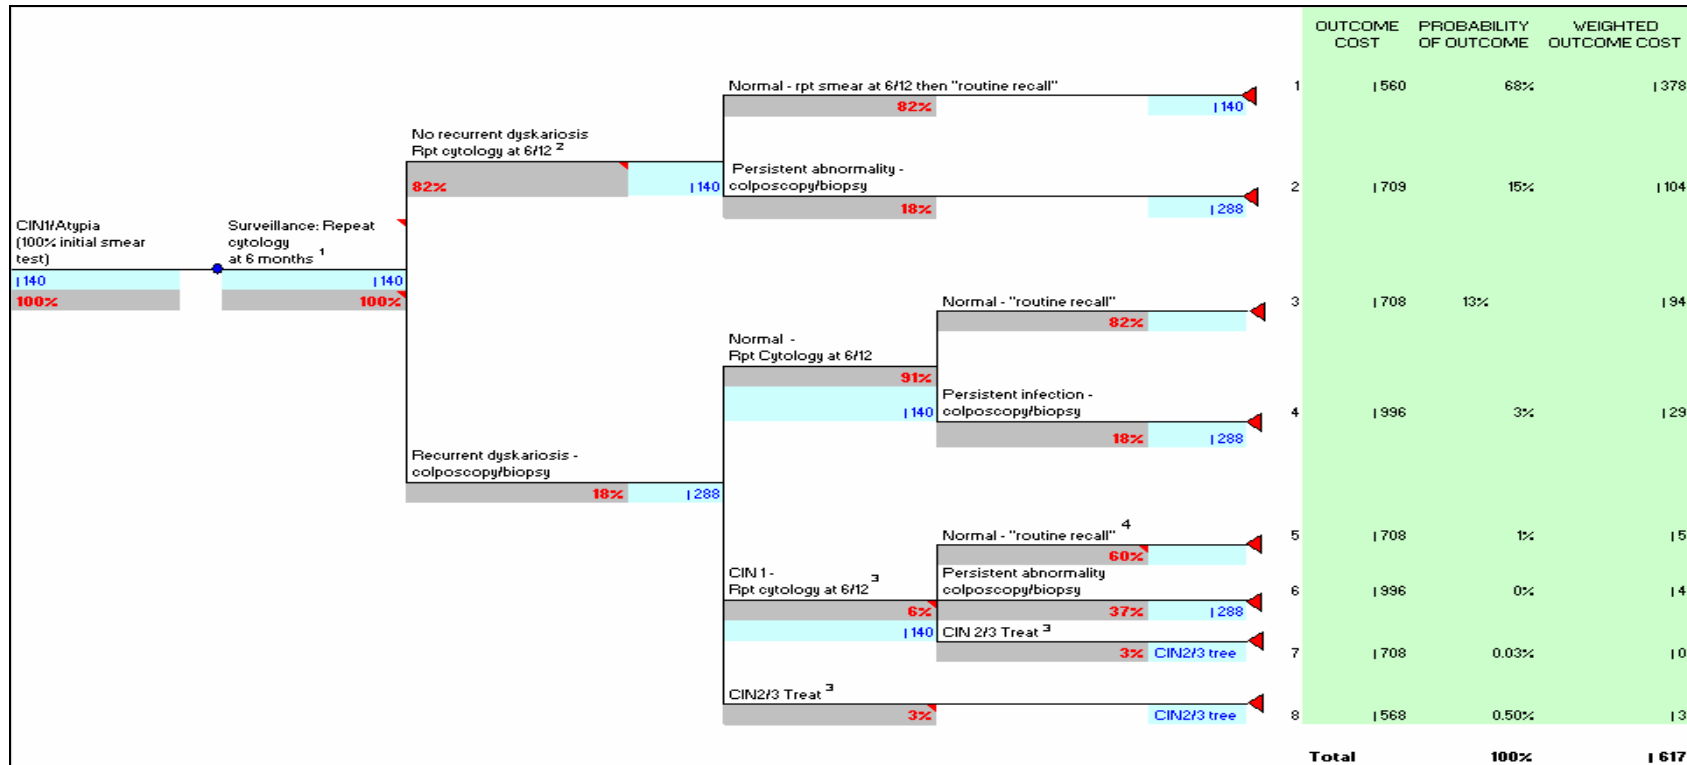 OUTCOME COST
PROBABILITY OF OUTCOME
WEIGHTED OUTCOME COST
Normal - rpt smear at 6/12 then "routine recall"
82%
| 140
1
| 560
68%
| 378
No recurrent dyskariosis
Rpt cytology at 6/12 2
82%
| 140
Persistent abnormality -
colposcopy/biopsy
18%
| 288
2
| 709
15%
| 104
CIN1/Atypia
(100% initial smear
test)
| 140
100%
Surveillance: Repeat
cytology
at 6 months 1
| 140
100%
Normal - "routine recall"
82%
3
| 708
13%
| 94
Normal -
Rpt Cytology at 6/12
91%
| 140
Persistent infection -
colposcopy/biopsy
18%
| 288
4
| 996
3%
| 29
Recurrent dyskariosis -
colposcopy/biopsy
18%
| 288
Normal - "routine recall" 4
60%
5
| 708
1%
| 5
CIN 1 -
Rpt cytology at 6/12 3
6%
| 140
Persistent abnormality
colposcopy/biopsy
37%
| 288
6
| 996
0%
| 4
CIN 2/3 Treat 3
3%
CIN2/3 tree
7
| 708
0.03%
| 0
CIN2/3 Treat 3
3%
CIN2/3 tree
8
| 568
0.50%
| 3
Total
100%
| 617